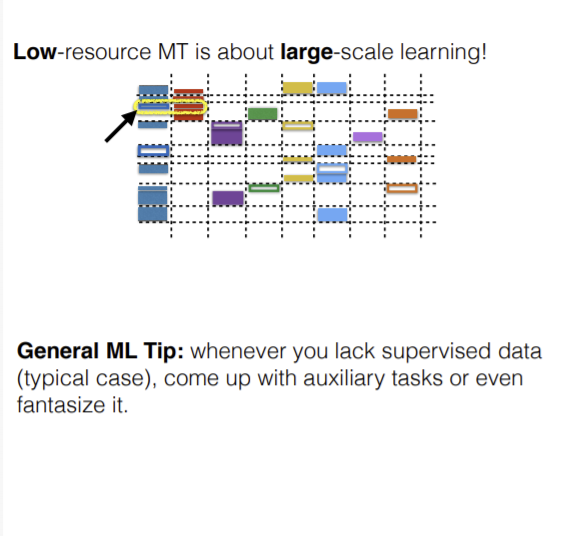 Low-resource MT is about large-scale learning!
General ML Tip: whenever you lack supervised data
(typical case), come up with auxiliary tasks or even
fantasize it.